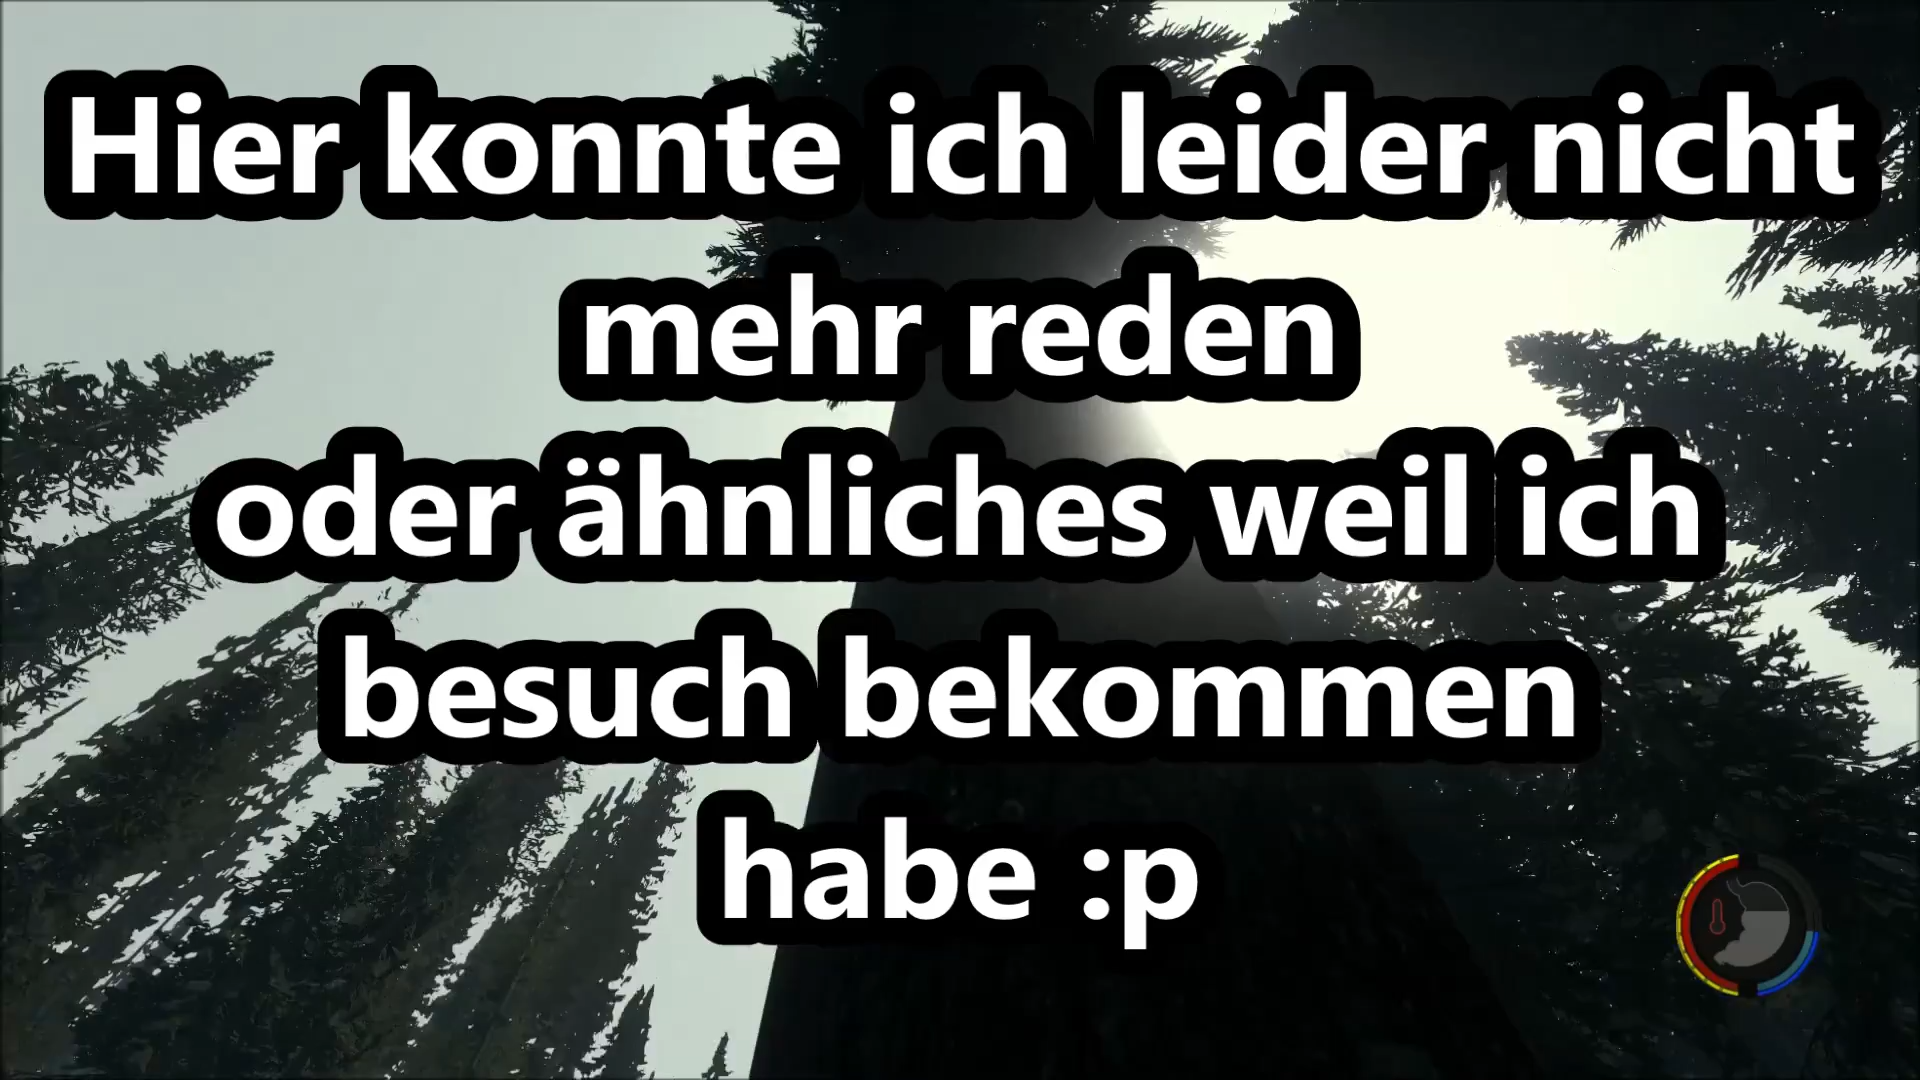 Hier konnte ich leider nicht
mehr reden
oder ähnliches weil ich
besuch bekommen
habe :p